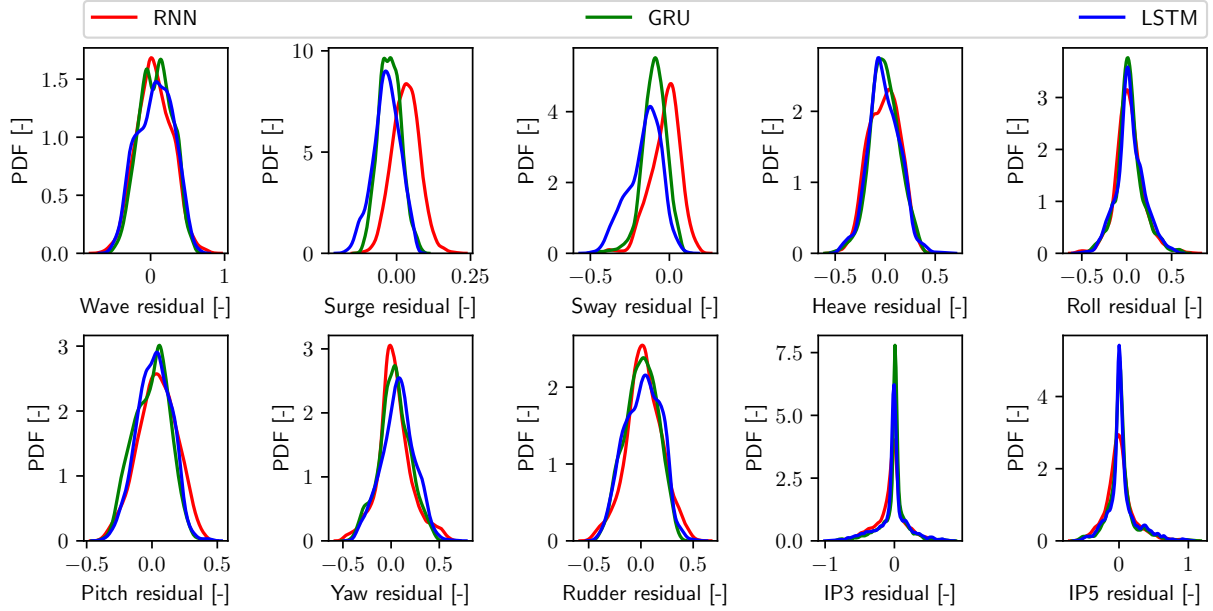 RNN GRU LSTM
PDF [-] 0.0 0.5 1.0 1.5 0 1 Wave residual [-]
PDF [-] 0 5 10 0.00 0.25 Surge residual [-]
PDF [-] 0 2 4 −0.5 0.0 Sway residual [-]
PDF [-] 0 1 2 −0.5 0.0 0.5 Heave residual [-]
PDF [-] 0 1 2 3 −0.5 0.0 0.5 Roll residual [-]
PDF [-] 0 1 2 3 −0.5 0.0 0.5 Pitch residual [-]
PDF [-] 0 1 2 3 −0.5 0.0 0.5 Yaw residual [-]
PDF [-] 0 1 2 −0.5 0.0 0.5 Rudder residual [-]
PDF [-] 0.0 2.5 5.0 7.5 −1 0 IP3 residual [-]
PDF [-] 0 2 4 0 1 IP5 residual [-]